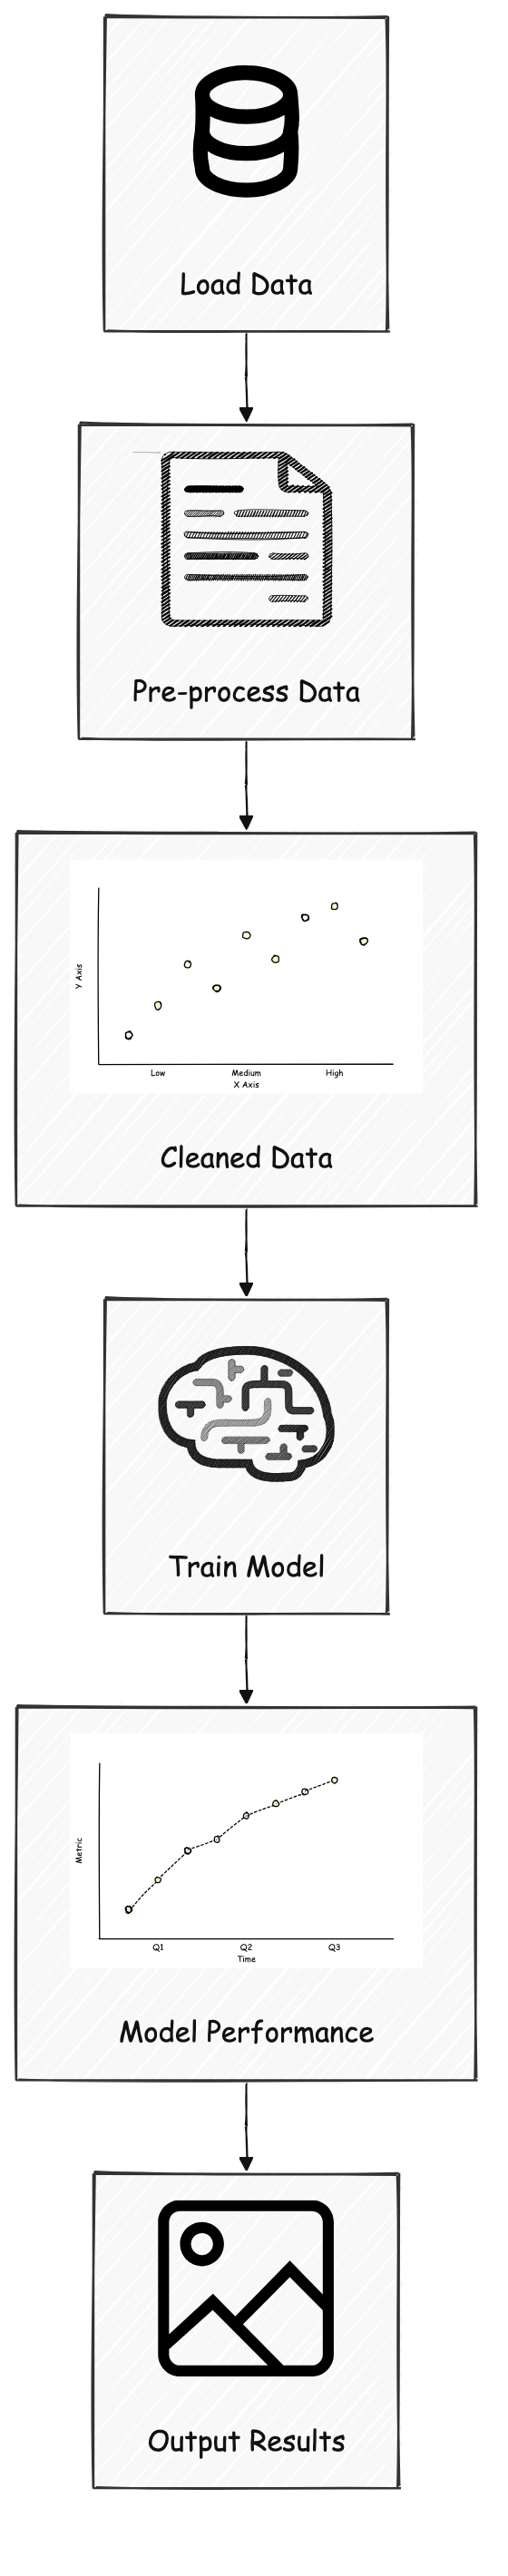 Load Data
Pre-process Data
Y Axis
Low Medium High
X Axis
Cleaned Data
Train Model
Metric
Q1 Q2 Q3
Time
Model Performance
Output Results